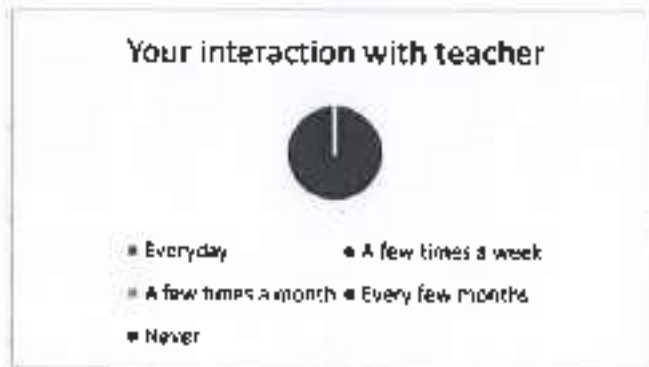 Your interaction with teacher
Everyday
A few times a week
A few times a month
Every few months
Never